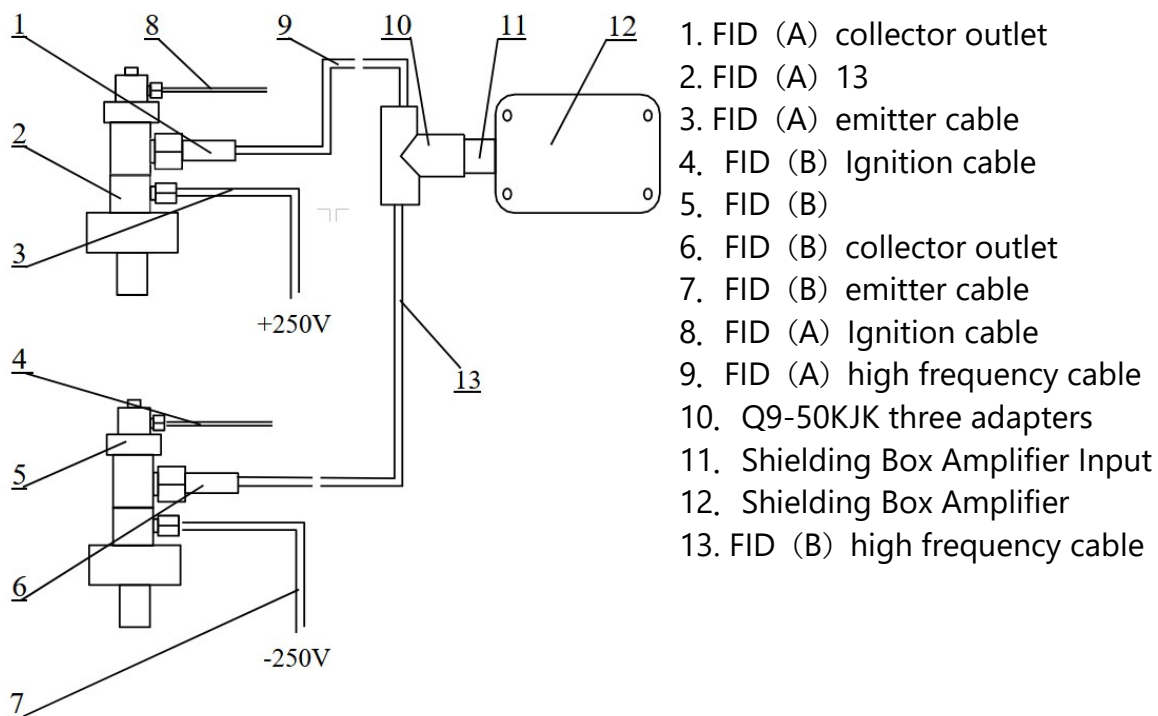 1 8 9 10 11 12
2
3
+250V
4
13
5
6
-250V
7
1. FID（A）collector outlet
2. FID（A）13
3. FID（A）emitter cable
4. FID（B）Ignition cable
5. FID（B）
6. FID（B）collector outlet
7. FID（B）emitter cable
8. FID（A）Ignition cable
9. FID（A）high frequency cable
10. Q9-50KJK three adapters
11. Shielding Box Amplifier Input
12. Shielding Box Amplifier
13. FID（B）high frequency cable